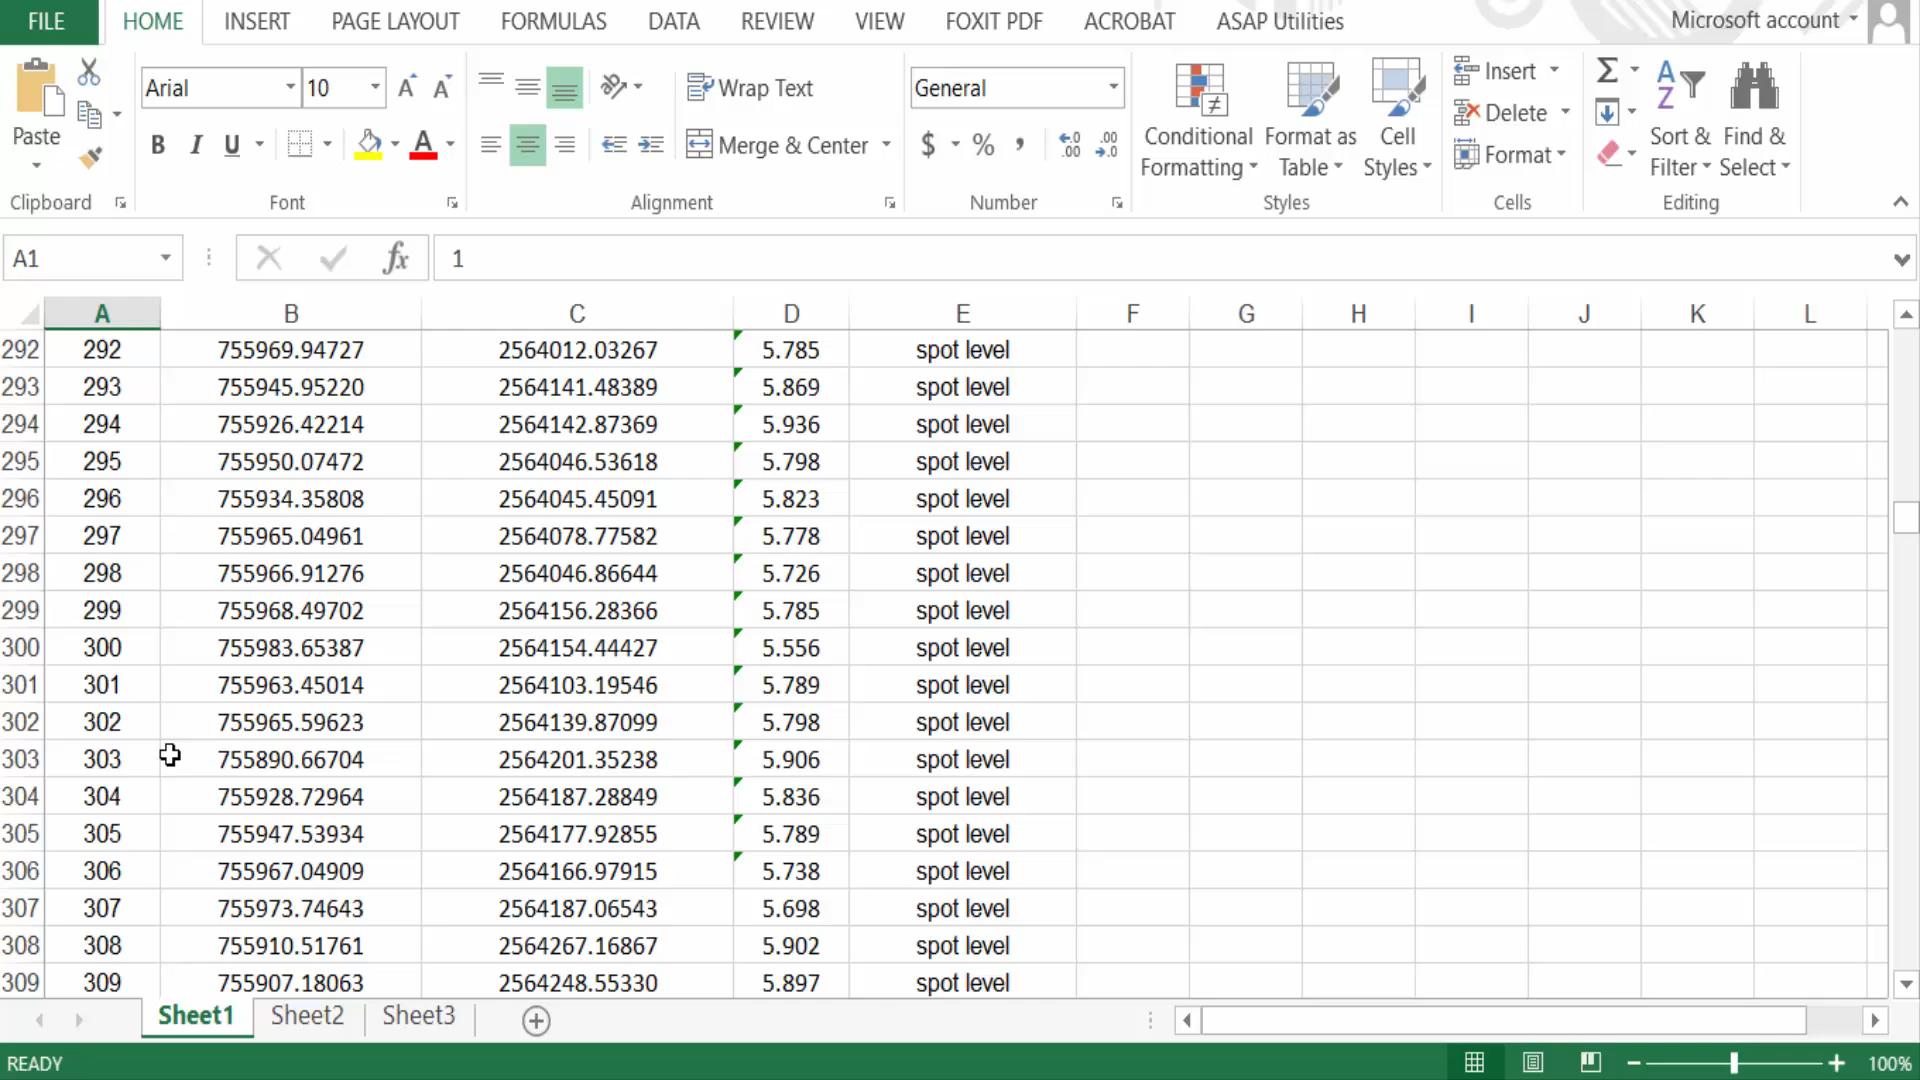 FILE HOME INSERT PAGE LAYOUT FORMULAS DATA REVIEW VIEW FOXIT PDF ACROBAT ASAP Utilities Microsoft account
Arial 10 A A Wrap Text General Insert Σ A Z
Paste B I U A Merge & Center $ % , .0 .00 .00 .0 Conditional Formatting Format as Table Cell Styles Delete Format Sort & Filter Find & Select
Clipboard Font Alignment Number Styles Cells Editing
A1 fx 1
A B C D E F G H I J K L
292 292 755969.94727 2564012.03267 5.785 spot level
293 293 755945.95220 2564141.48389 5.869 spot level
294 294 755926.42214 2564142.87369 5.936 spot level
295 295 755950.07472 2564046.53618 5.798 spot level
296 296 755934.35808 2564045.45091 5.823 spot level
297 297 755965.04961 2564078.77582 5.778 spot level
298 298 755966.91276 2564046.86644 5.726 spot level
299 299 755968.49702 2564156.28366 5.785 spot level
300 300 755983.65387 2564154.44427 5.556 spot level
301 301 755963.45014 2564103.19546 5.789 spot level
302 302 755965.59623 2564139.87099 5.798 spot level
303 303 755890.66704 2564201.35238 5.906 spot level
304 304 755928.72964 2564187.28849 5.836 spot level
305 305 755947.53934 2564177.92855 5.789 spot level
306 306 755967.04909 2564166.97915 5.738 spot level
307 307 755973.74643 2564187.06543 5.698 spot level
308 308 755910.51761 2564267.16867 5.902 spot level
309 309 755907.18063 2564248.55330 5.897 spot level
Sheet1 Sheet2 Sheet3
READY 100%